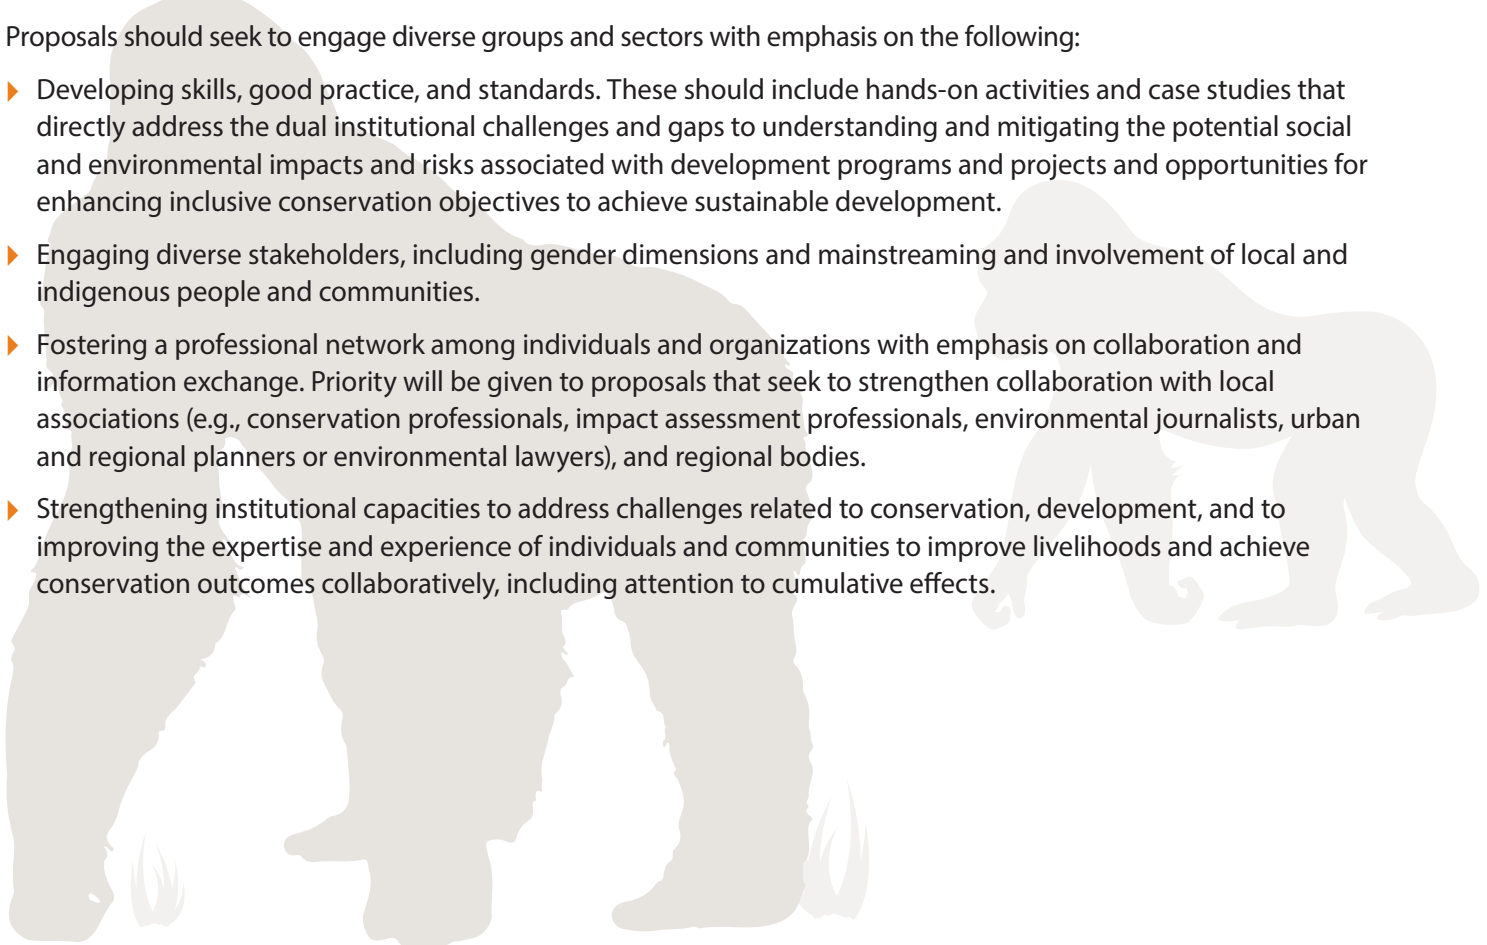 Proposals should seek to engage diverse groups and sectors with emphasis on the following:
Developing skills, good practice, and standards. These should include hands-on activities and case studies that
directly address the dual institutional challenges and gaps to understanding and mitigating the potential social
and environmental impacts and risks associated with development programs and projects and opportunities for
enhancing inclusive conservation objectives to achieve sustainable development.
Engaging diverse stakeholders, including gender dimensions and mainstreaming and involvement of local and
indigenous people and communities.
Fostering a professional network among individuals and organizations with emphasis on collaboration and
information exchange. Priority will be given to proposals that seek to strengthen collaboration with local
associations (e.g., conservation professionals, impact assessment professionals, environmental journalists, urban
and regional planners or environmental lawyers), and regional bodies.
Strengthening institutional capacities to address challenges related to conservation, development, and to
improving the expertise and experience of individuals and communities to improve livelihoods and achieve
conservation outcomes collaboratively, including attention to cumulative effects.